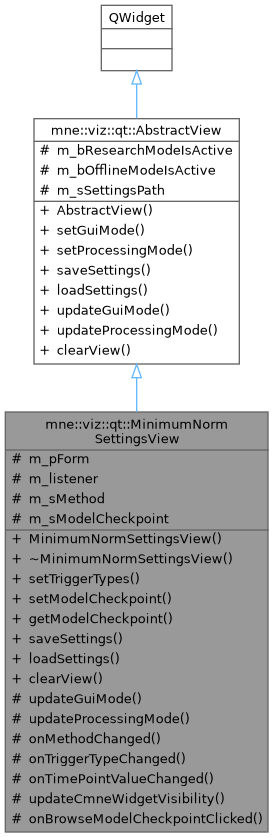 QWidget
mne::viz::qt::AbstractView
# m_bResearchModeIsActive
# m_bOfflineModeIsActive
# m_sSettingsPath
+ AbstractView()
+ setGuiMode()
+ setProcessingMode()
+ saveSettings()
+ loadSettings()
+ updateGuiMode()
+ updateProcessingMode()
+ clearView()
mne::viz::qt::MinimumNorm
SettingsView
# m_pForm
# m_listener
# m_sMethod
# m_sModelCheckpoint
+ MinimumNormSettingsView()
+ ~MinimumNormSettingsView()
+ setTriggerTypes()
+ setModelCheckpoint()
+ getModelCheckpoint()
+ saveSettings()
+ loadSettings()
+ clearView()
# updateGuiMode()
# updateProcessingMode()
# onMethodChanged()
# onTriggerTypeChanged()
# onTimePointValueChanged()
# updateCmneWidgetVisibility()
# onBrowseModelCheckpointClicked()